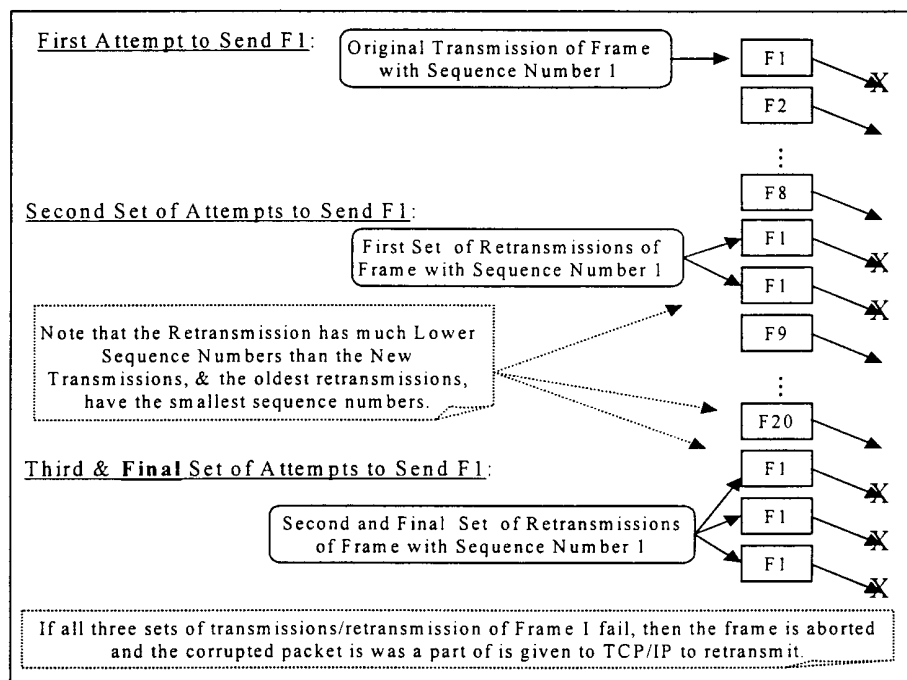 First Attempt to Send F1:
Original Transmission of Frame
with Sequence Number 1
F1
X
F2
⋮
F8
Second Set of Attempts to Send F1:
First Set of Retransmissions of
Frame with Sequence Number 1
F1
X
F1
X
Note that the Retransmission has much Lower
Sequence Numbers than the New
Transmissions, & the oldest retransmissions,
have the smallest sequence numbers.
F9
⋮
F20
Third & Final Set of Attempts to Send F1:
Second and Final Set of Retransmissions
of Frame with Sequence Number 1
F1
X
F1
X
F1
X
If all three sets of transmissions/retransmission of Frame 1 fail, then the frame is aborted
and the corrupted packet is was a part of is given to TCP/IP to retransmit.